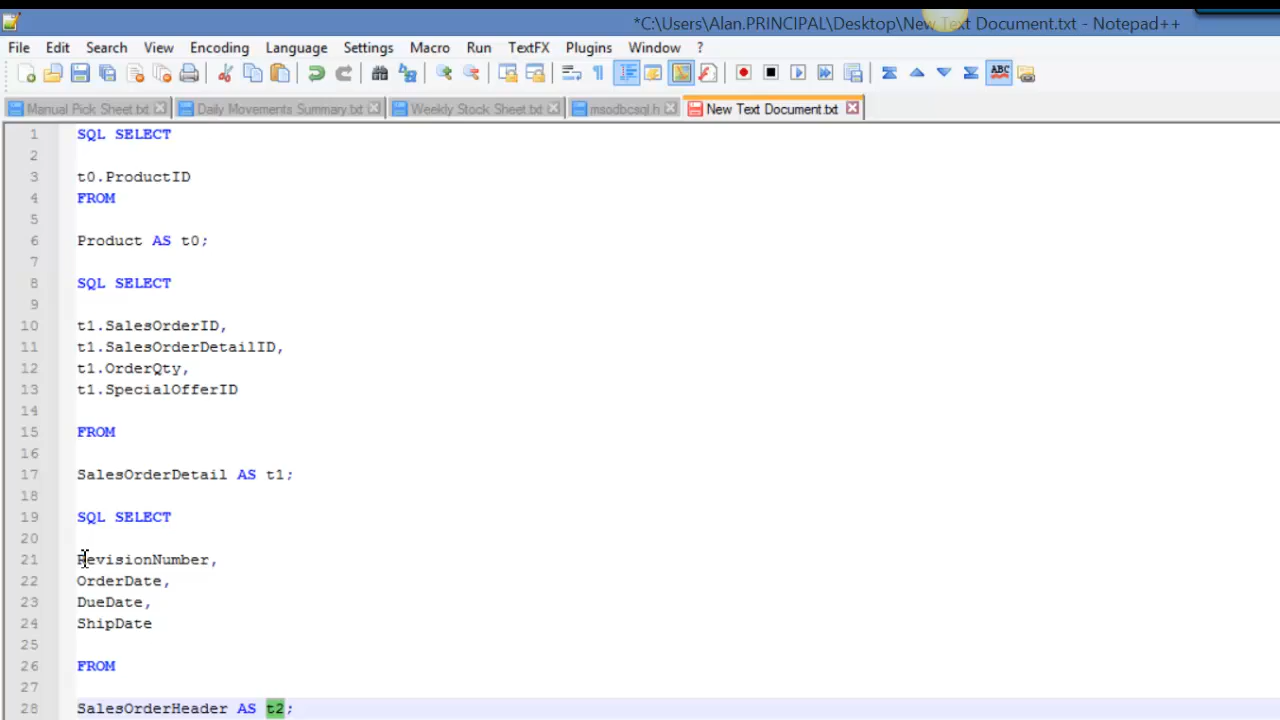 *C:\Users\Alan.PRINCIPAL\Desktop\New Text Document.txt - Notepad++
File Edit Search View Encoding Language Settings Macro Run TextFX Plugins Window ?
ABC
Manual Pick Sheet.txt Daily Movements Summary.txt Weekly Stock Sheet.txt msodbcsql.h New Text Document.txt
1 SQL SELECT
2
3 t0.ProductID
4 FROM
5
6 Product AS t0;
7
8 SQL SELECT
9
10 t1.SalesOrderID,
11 t1.SalesOrderDetailID,
12 t1.OrderQty,
13 t1.SpecialOfferID
14
15 FROM
16
17 SalesOrderDetail AS t1;
18
19 SQL SELECT
20
21 RevisionNumber,
22 OrderDate,
23 DueDate,
24 ShipDate
25
26 FROM
27
28 SalesOrderHeader AS t2;